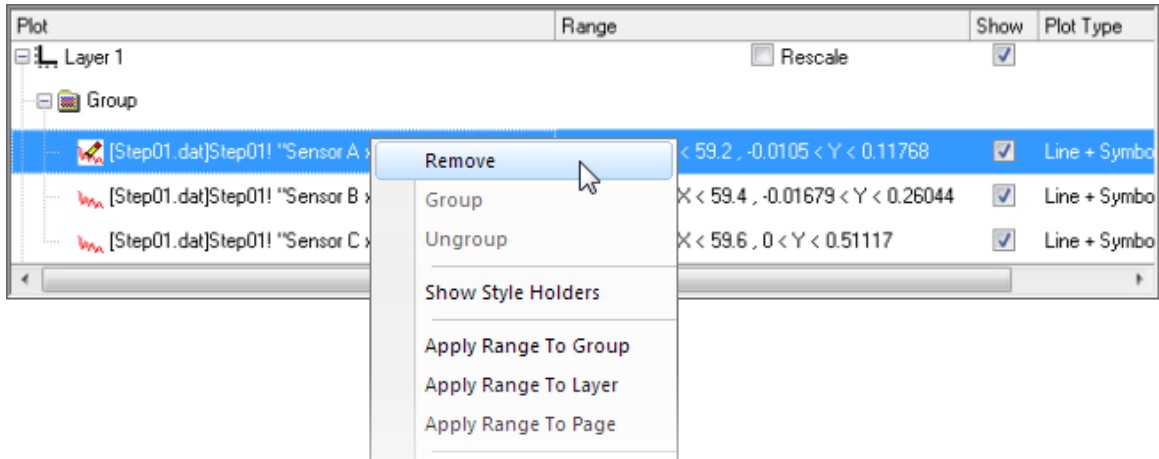 Plot Range Show Plot Type
Layer 1 Rescale
Group
[Step01.dat]Step01! "Sensor A x < 59.2 , -0.0105 < Y < 0.11768 Line + Symbo
[Step01.dat]Step01! "Sensor B x X < 59.4 , -0.01679 < Y < 0.26044 Line + Symbo
[Step01.dat]Step01! "Sensor C x X < 59.6 , 0 < Y < 0.51117 Line + Symbo
Remove
Group
Ungroup
Show Style Holders
Apply Range To Group
Apply Range To Layer
Apply Range To Page